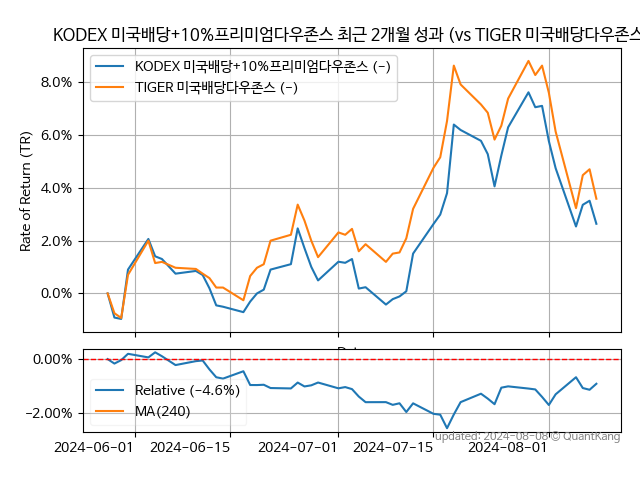 KODEX 미국배당+10%프리미엄다우존스 최근 2개월 성과 (vs TIGER 미국배당다우존스
KODEX 미국배당+10%프리미엄다우존스 (-)
TIGER 미국배당다우존스 (-)
Rate of Return (TR)
8.0%
6.0%
4.0%
2.0%
0.0%
0.00%
-2.00%
Relative (-4.6%)
MA(240)
updated: 2024-08-08 © QuantKang
2024-06-01
2024-06-15
2024-07-01
2024-07-15
2024-08-01